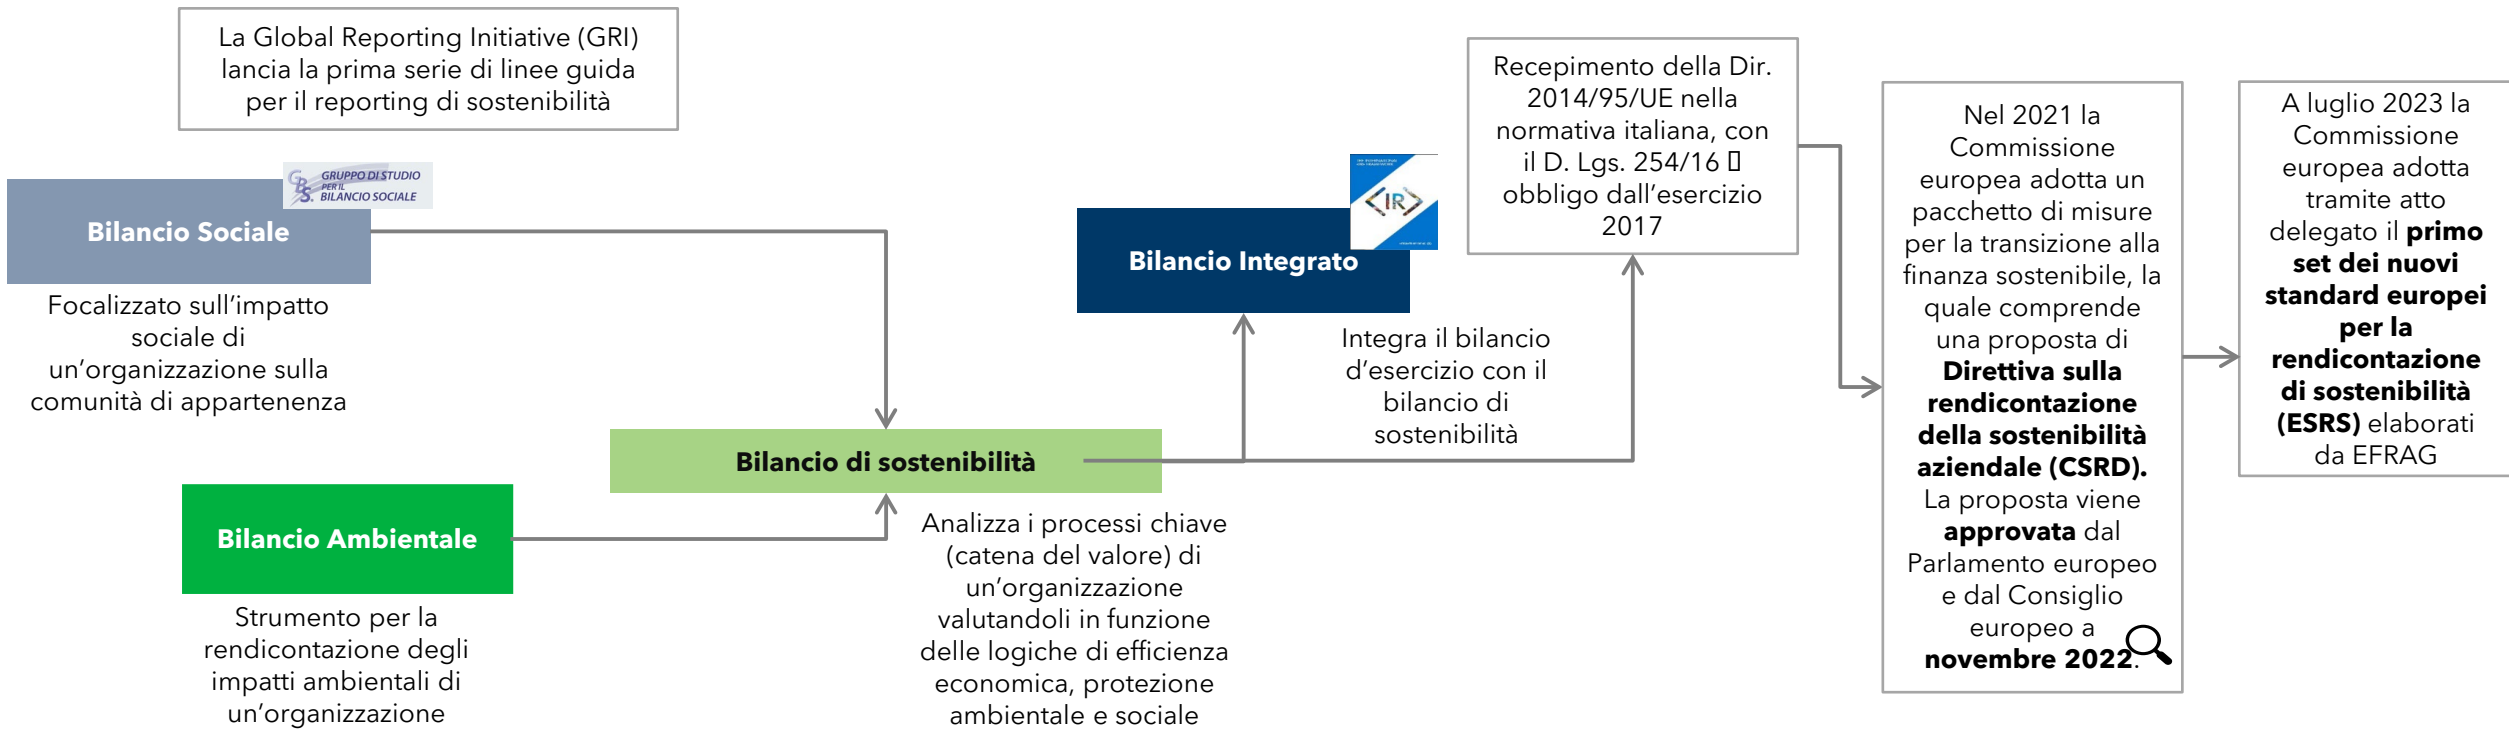 La Global Reporting Initiative (GRI)
lancia la prima serie di linee guida
per il reporting di sostenibilità
GBS.
GRUPPO DI STUDIO
PER IL
BILANCIO SOCIALE
Bilancio Sociale
Focalizzato sull'impatto
sociale di
un'organizzazione sulla
comunità di appartenenza
Bilancio Ambientale
Strumento per la
rendicontazione degli
impatti ambientali di
un'organizzazione
Bilancio di sostenibilità
Analizza i processi chiave
(catena del valore) di
un'organizzazione
valutandoli in funzione
delle logiche di efficienza
economica, protezione
ambientale e sociale
<IR>
Bilancio Integrato
Integra il bilancio
d'esercizio con il
bilancio di
sostenibilità
Recepimento della Dir.
2014/95/UE nella
normativa italiana, con
il D. Lgs. 254/16 ▯
obbligo dall'esercizio
2017
Nel 2021 la
Commissione
europea adotta un
pacchetto di misure
per la transizione alla
finanza sostenibile, la
quale comprende
una proposta di
Direttiva sulla
rendicontazione
della sostenibilità
aziendale (CSRD).
La proposta viene
approvata dal
Parlamento europeo
e dal Consiglio
europeo a
novembre 2022.
A luglio 2023 la
Commissione
europea adotta
tramite atto
delegato il primo
set dei nuovi
standard europei
per la
rendicontazione
di sostenibilità
(ESRS) elaborati
da EFRAG